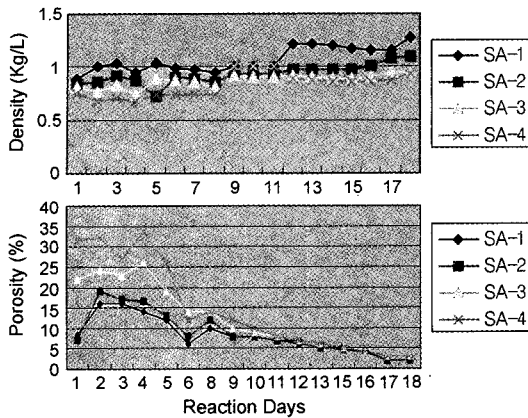 Density (Kg/L)
1.5
1
0.5
0
1 3 5 7 9 11 13 15 17
SA-1
SA-2
SA-3
SA-4
Porosity (%)
40
35
30
25
20
15
10
5
0
1 2 3 4 5 6 8 9 10 11 12 13 14 15 16 17 18
Reaction Days
SA-1
SA-2
SA-3
SA-4